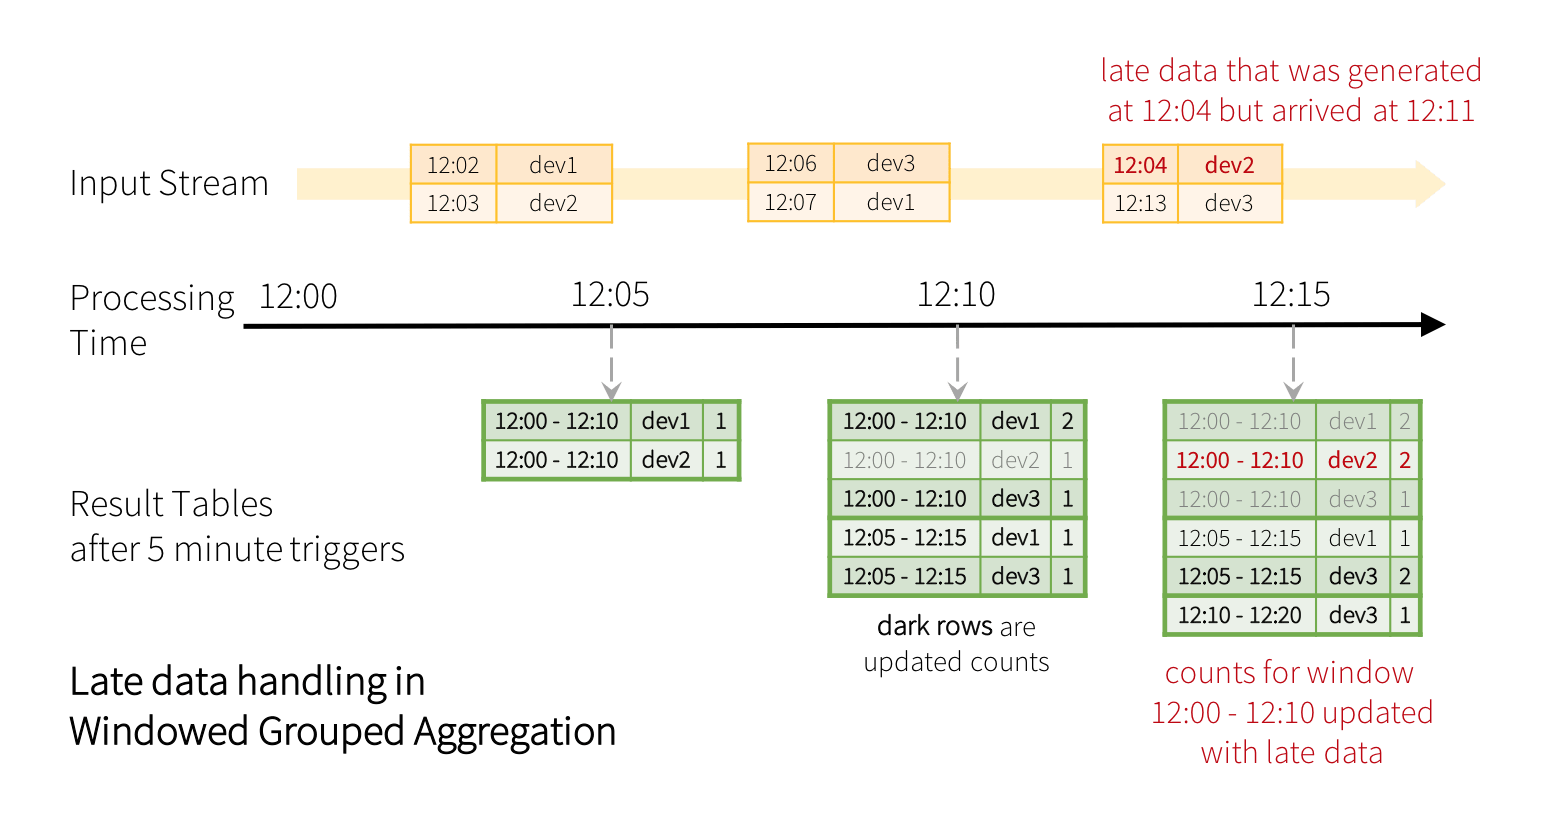 late data that was generated
at 12:04 but arrived at 12:11
Input Stream
12:02 dev1
12:03 dev2
12:06 dev3
12:07 dev1
12:04 dev2
12:13 dev3
Processing
Time
12:00 12:05 12:10 12:15
Result Tables
after 5 minute triggers
12:00 - 12:10 dev1 1
12:00 - 12:10 dev2 1
12:00 - 12:10 dev1 2
12:00 - 12:10 dev2 1
12:00 - 12:10 dev3 1
12:05 - 12:15 dev1 1
12:05 - 12:15 dev3 1
dark rows are
updated counts
12:00 - 12:10 dev1 2
12:00 - 12:10 dev2 2
12:00 - 12:10 dev3 1
12:05 - 12:15 dev1 1
12:05 - 12:15 dev3 2
12:10 - 12:20 dev3 1
counts for window
12:00 - 12:10 updated
with late data
Late data handling in
Windowed Grouped Aggregation